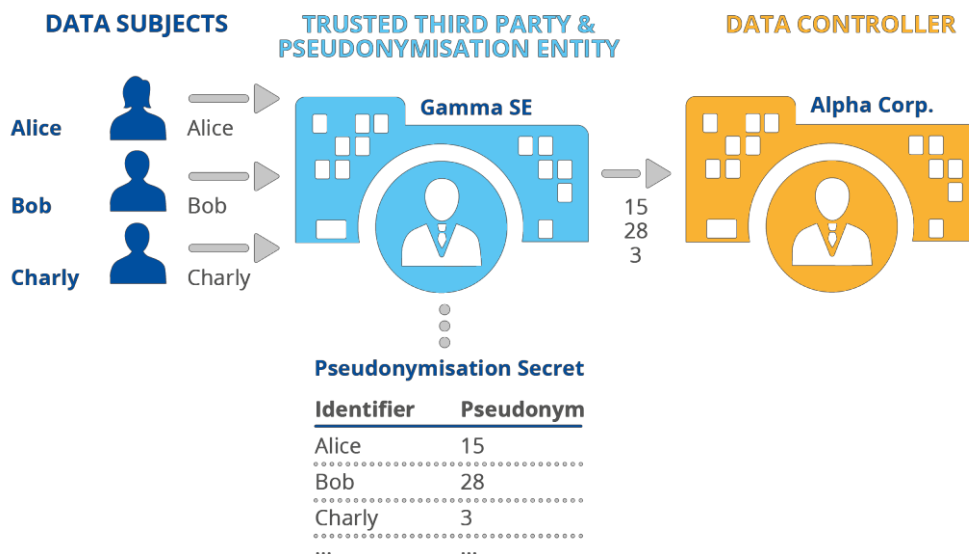 DATA SUBJECTS
TRUSTED THIRD PARTY &
PSEUDONYMISATION ENTITY
DATA CONTROLLER
Gamma SE
Alpha Corp.
Alice
Alice
Bob
Bob
Charly
Charly
15
28
3
Pseudonymisation Secret
Identifier Pseudonym
Alice 15
Bob 28
Charly 3
... ...